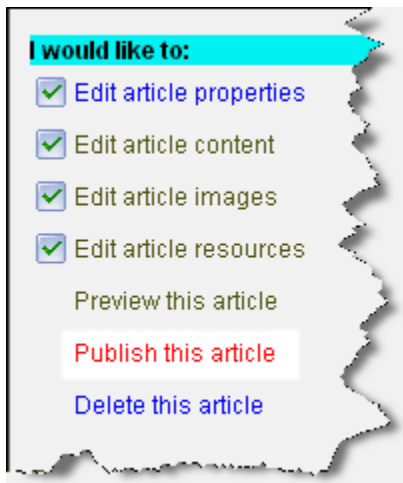 I would like to:
Edit article properties
Edit article content
Edit article images
Edit article resources
Preview this article
Publish this article
Delete this article